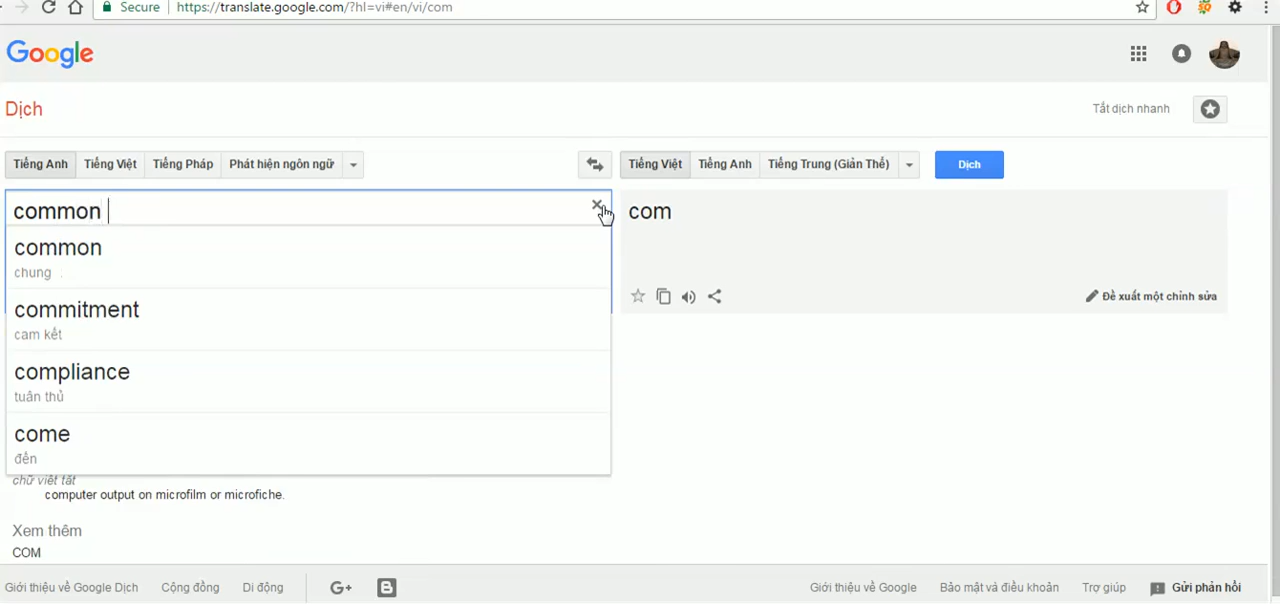 Secure https://translate.google.com/?hl=vi#en/vi/com
Google
Dịch
Tắt dịch nhanh
Tiếng Anh Tiếng Việt Tiếng Pháp Phát hiện ngôn ngữ
Tiếng Việt Tiếng Anh Tiếng Trung (Giản Thể) Dịch
common
com
common
chung
commitment
cam kết
compliance
tuân thủ
come
đến
Đề xuất một chỉnh sửa
chữ viết tắt
computer output on microfilm or microfiche.
Xem thêm
COM
Giới thiệu về Google Dịch Cộng đồng Di động G+ B Giới thiệu về Google Bảo mật và điều khoản Trợ giúp Gửi phản hồi